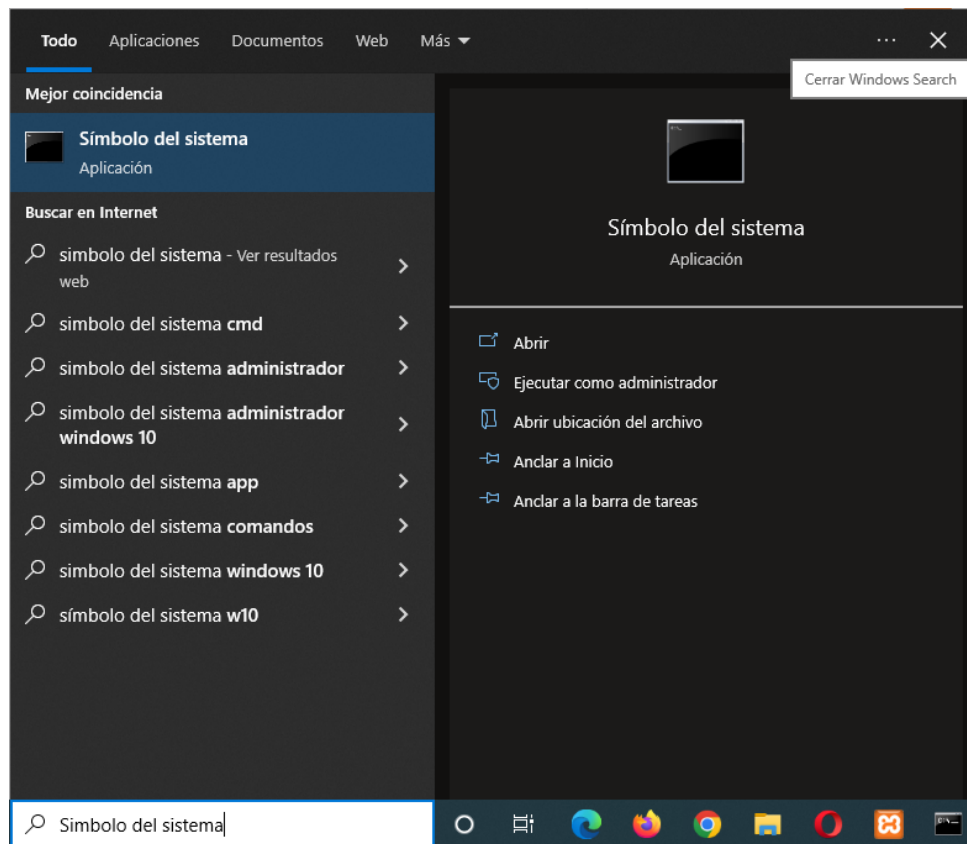 Todo Aplicaciones Documentos Web Más
Cerrar Windows Search
Mejor coincidencia
Símbolo del sistema
Aplicación
Buscar en Internet
simbolo del sistema - Ver resultados
web
simbolo del sistema cmd
simbolo del sistema administrador
simbolo del sistema administrador
windows 10
simbolo del sistema app
simbolo del sistema comandos
simbolo del sistema windows 10
símbolo del sistema w10
Símbolo del sistema
Aplicación
Abrir
Ejecutar como administrador
Abrir ubicación del archivo
Anclar a Inicio
Anclar a la barra de tareas
Simbolo del sistema